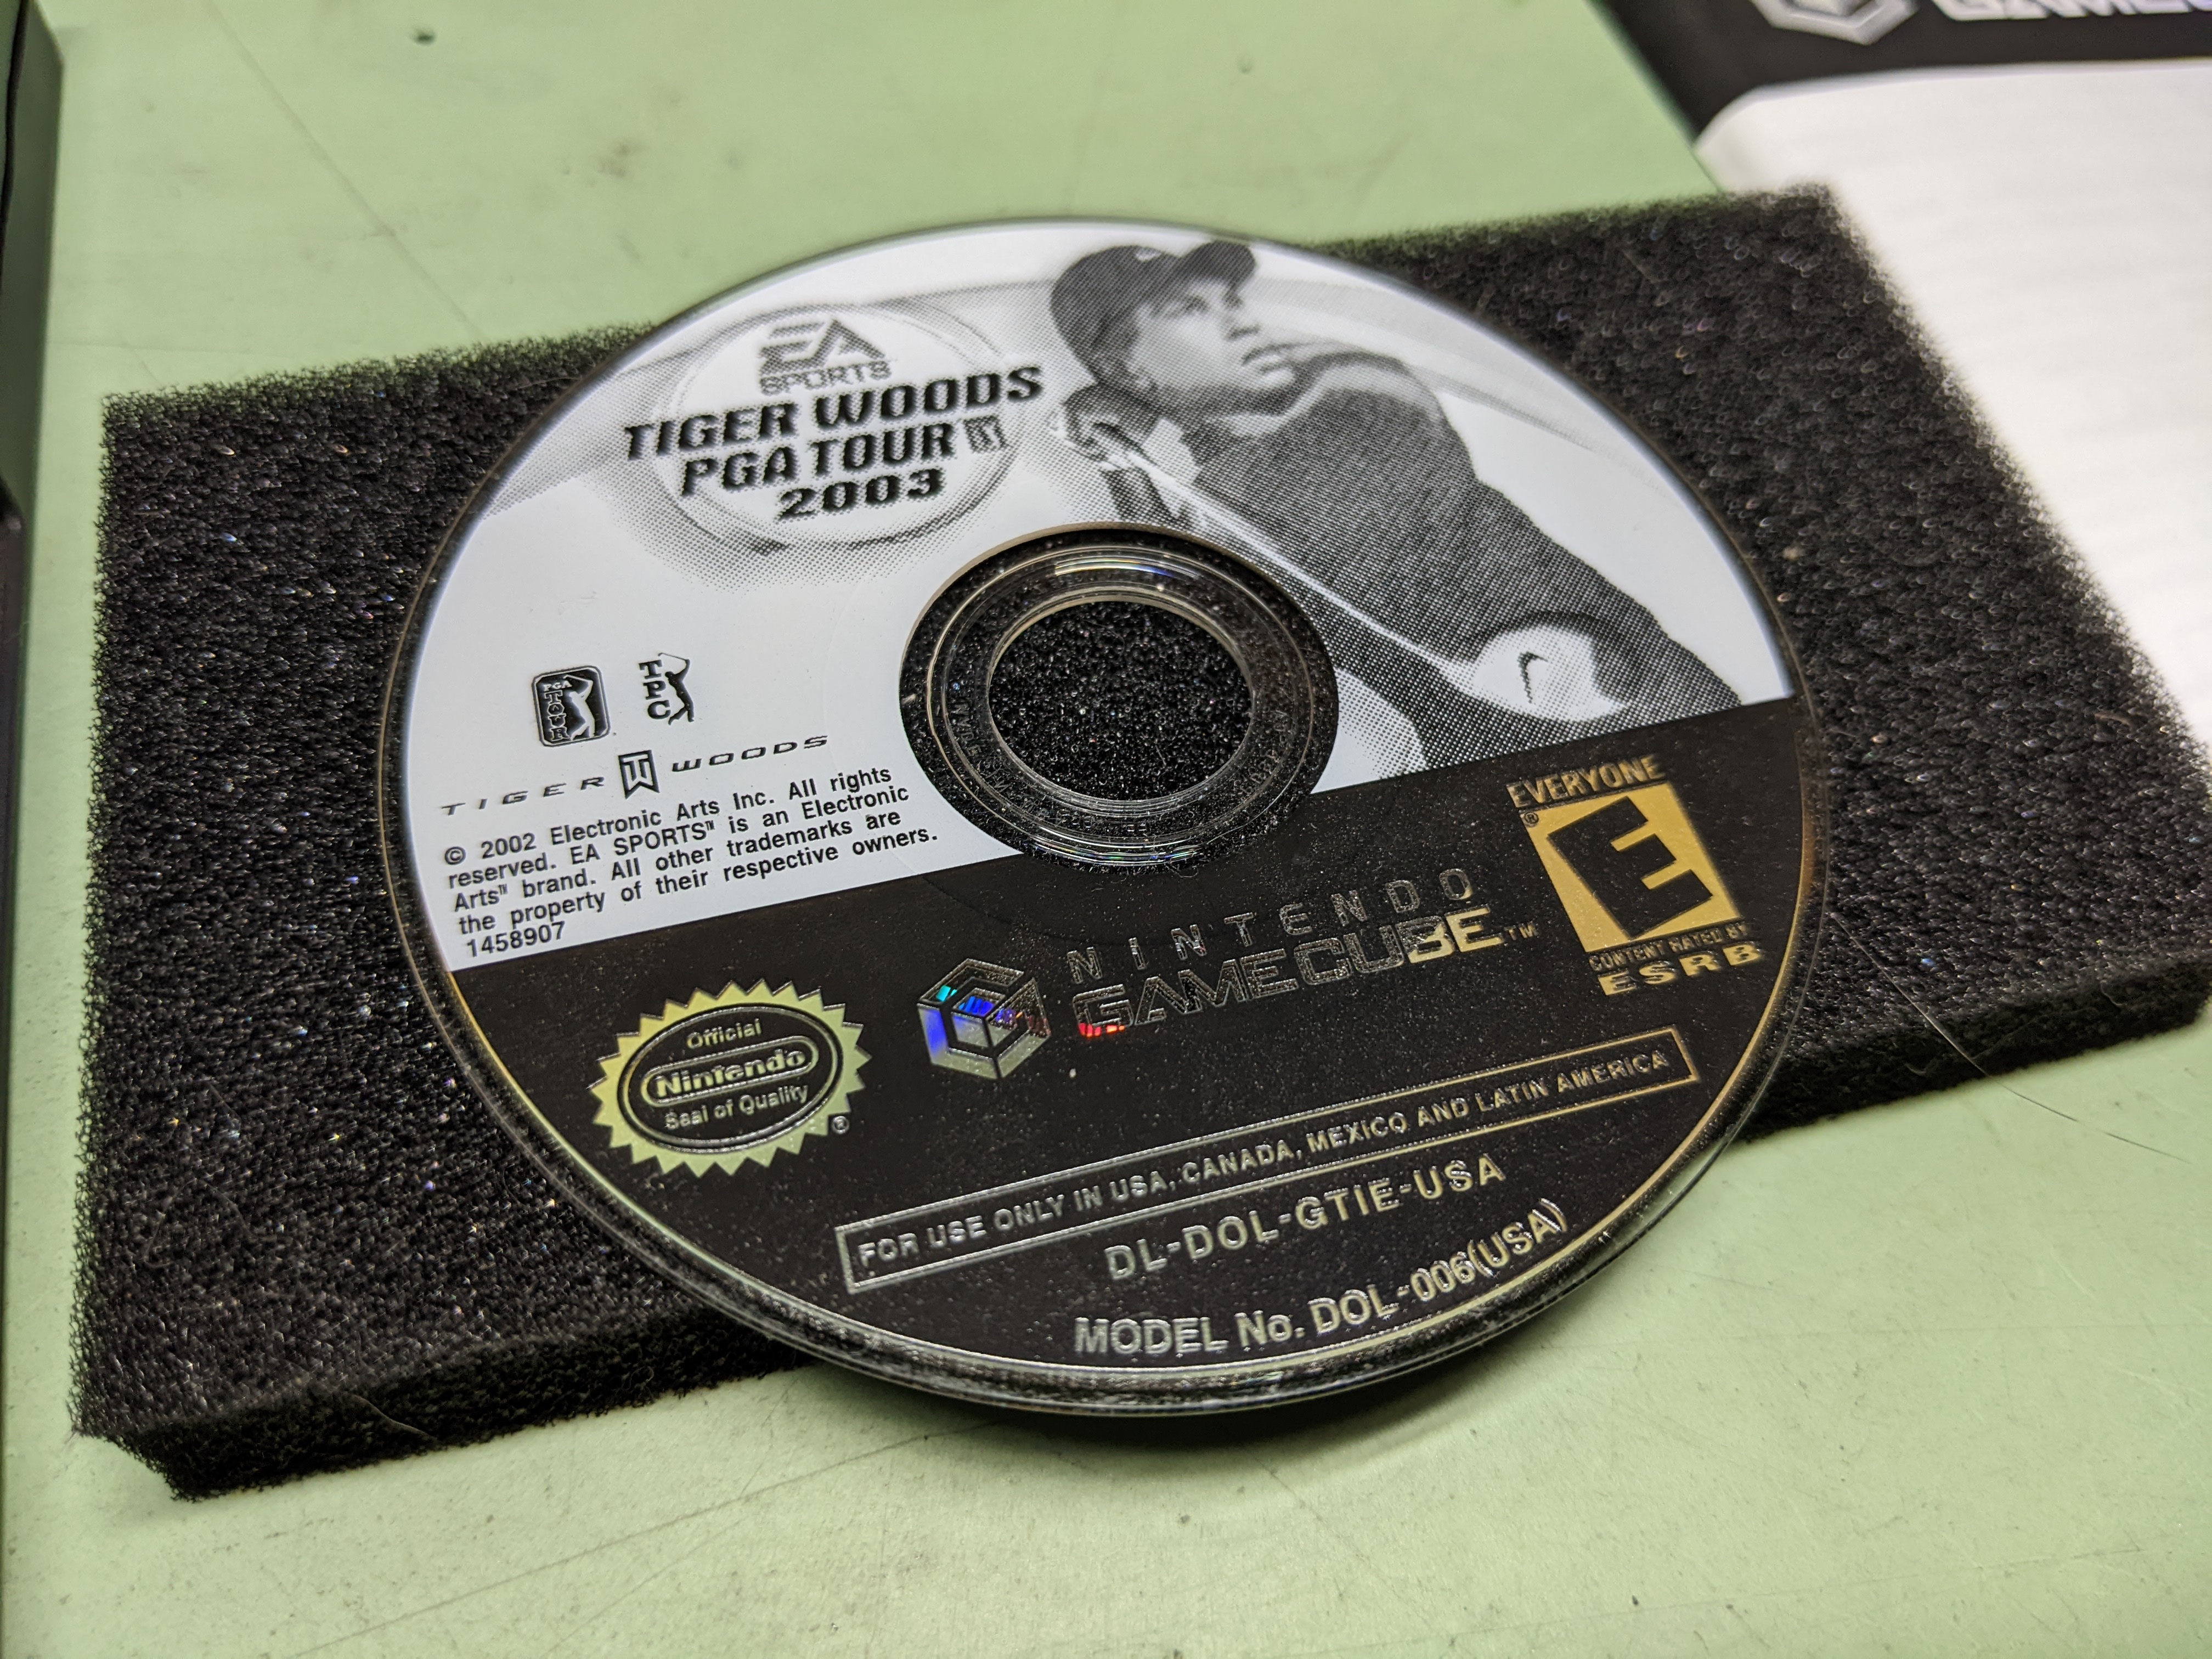 GAMECU
EA
SPORTS
TIGER WOODS
PGA TOUR
2003
PGA
TOUR
TPC
TIGER TW WOODS
© 2002 Electronic Arts Inc. All rights
reserved. EA SPORTS™ is an Electronic
Arts™ brand. All other trademarks are
the property of their respective owners.
1458907
EVERYONE
®
E
CONTENT RATED BY
ESRB
NINTENDO
GAMECUBE™
Official
Nintendo
Seal of Quality
®
FOR USE ONLY IN USA, CANADA, MEXICO AND LATIN AMERICA
DL-DOL-GTIE-USA
MODEL No. DOL-006(USA)